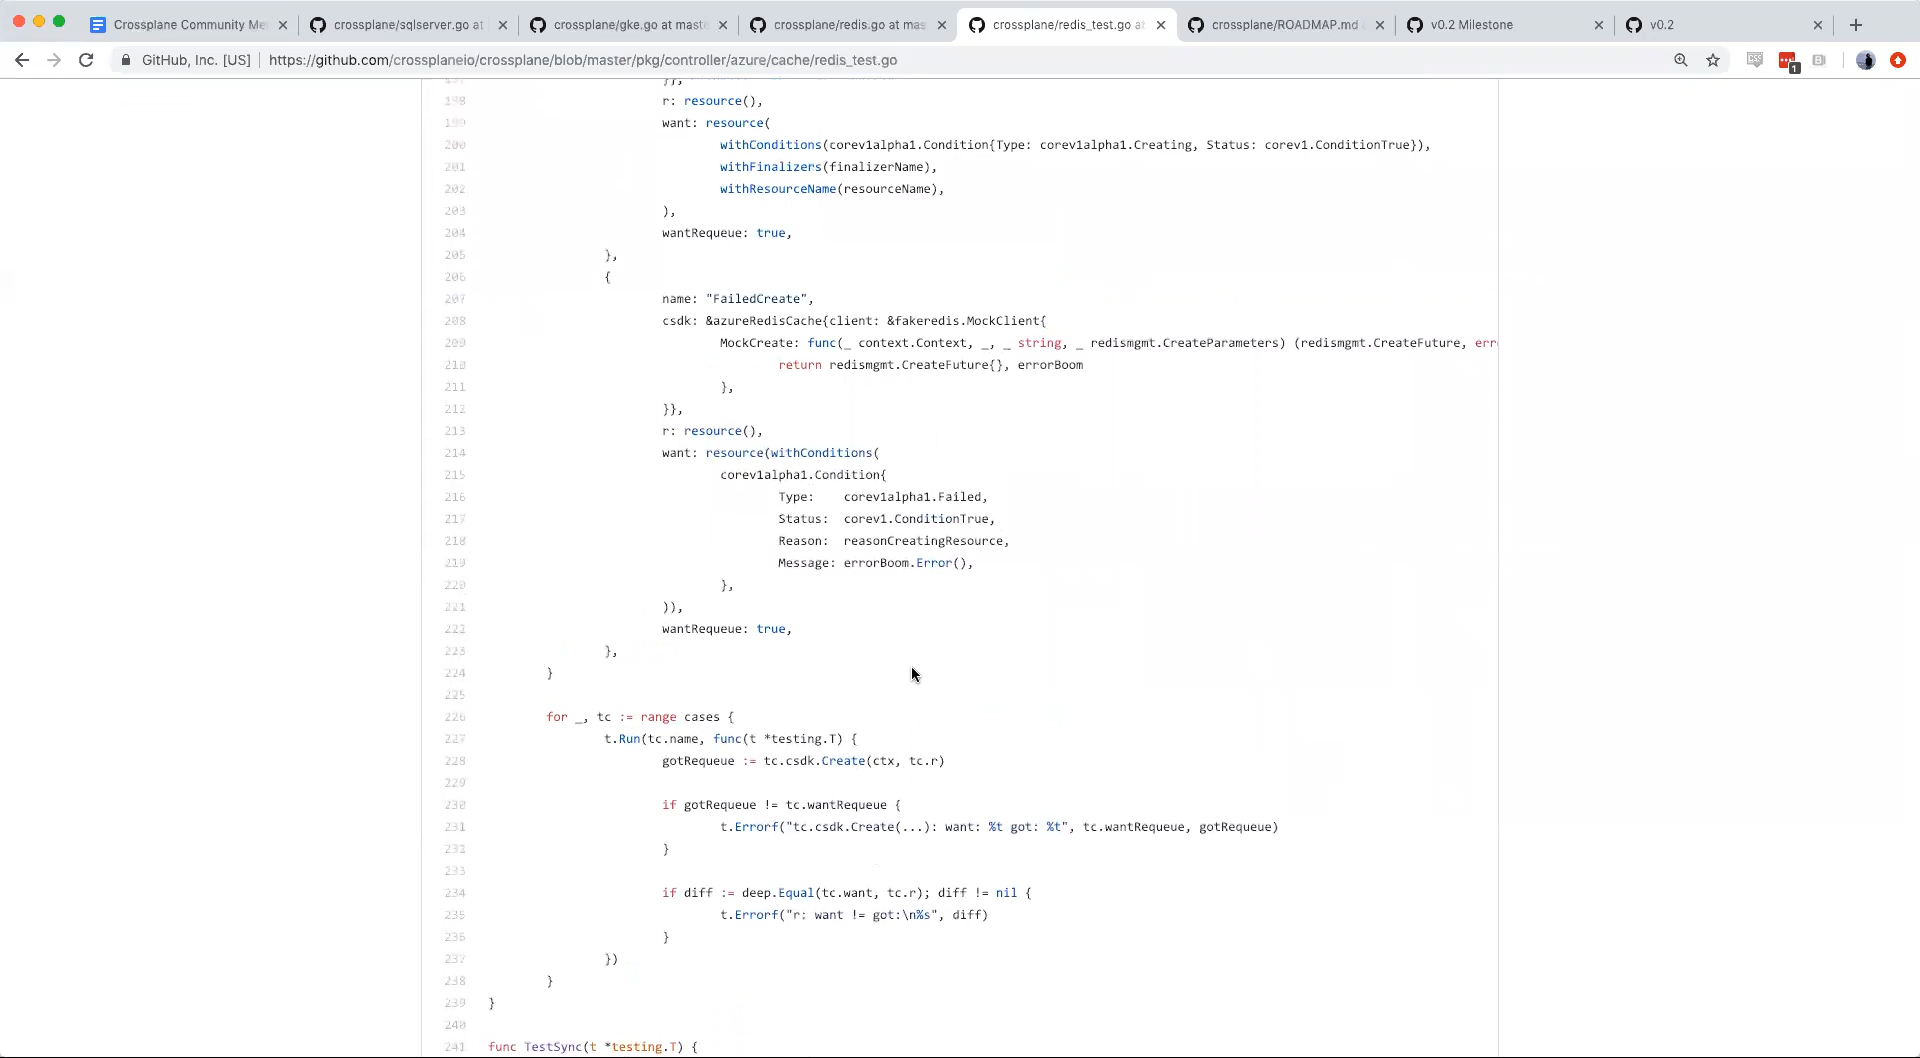 Crossplane Community Me
crossplane/sqlserver.go at
crossplane/gke.go at maste
crossplane/redis.go at mas
crossplane/redis_test.go at
crossplane/ROADMAP.md
v0.2 Milestone
v0.2
GitHub, Inc. [US]
https://github.com/crossplaneio/crossplane/blob/master/pkg/controller/azure/cache/redis_test.go
1
}},
198 r: resource(),
199 want: resource(
200 withConditions(corev1alpha1.Condition{Type: corev1alpha1.Creating, Status: corev1.ConditionTrue}),
201 withFinalizers(finalizerName),
202 withResourceName(resourceName),
203 ),
204 wantRequeue: true,
205 },
206 {
207 name: "FailedCreate",
208 csdk: &azureRedisCache{client: &fakeredis.MockClient{
209 MockCreate: func(_ context.Context, _, _ string, _ redismgmt.CreateParameters) (redismgmt.CreateFuture, erro
210 return redismgmt.CreateFuture{}, errorBoom
211 },
212 }},
213 r: resource(),
214 want: resource(withConditions(
215 corev1alpha1.Condition{
216 Type: corev1alpha1.Failed,
217 Status: corev1.ConditionTrue,
218 Reason: reasonCreatingResource,
219 Message: errorBoom.Error(),
220 },
221 )),
222 wantRequeue: true,
223 },
224 }
225
226 for _, tc := range cases {
227 t.Run(tc.name, func(t *testing.T) {
228 gotRequeue := tc.csdk.Create(ctx, tc.r)
229
230 if gotRequeue != tc.wantRequeue {
231 t.Errorf("tc.csdk.Create(...): want: %t got: %t", tc.wantRequeue, gotRequeue)
232 }
233
234 if diff := deep.Equal(tc.want, tc.r); diff != nil {
235 t.Errorf("r: want != got:\n%s", diff)
236 }
237 })
238 }
239 }
240
241 func TestSync(t *testing.T) {